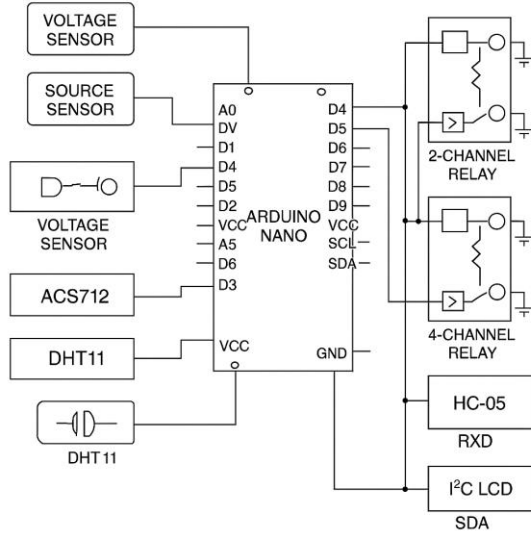 VOLTAGE
SENSOR
SOURCE
SENSOR
VOLTAGE
SENSOR
ACS712
DHT11
DHT 11
A0
DV
D1
D4
D5
D2
VCC
A5
D6
D3
VCC
ARDUINO
NANO
D4
D5
D6
D7
D8
D9
VCC
SCL
SDA
GND
2-CHANNEL
RELAY
4-CHANNEL
RELAY
HC-05
RXD
I²C LCD
SDA